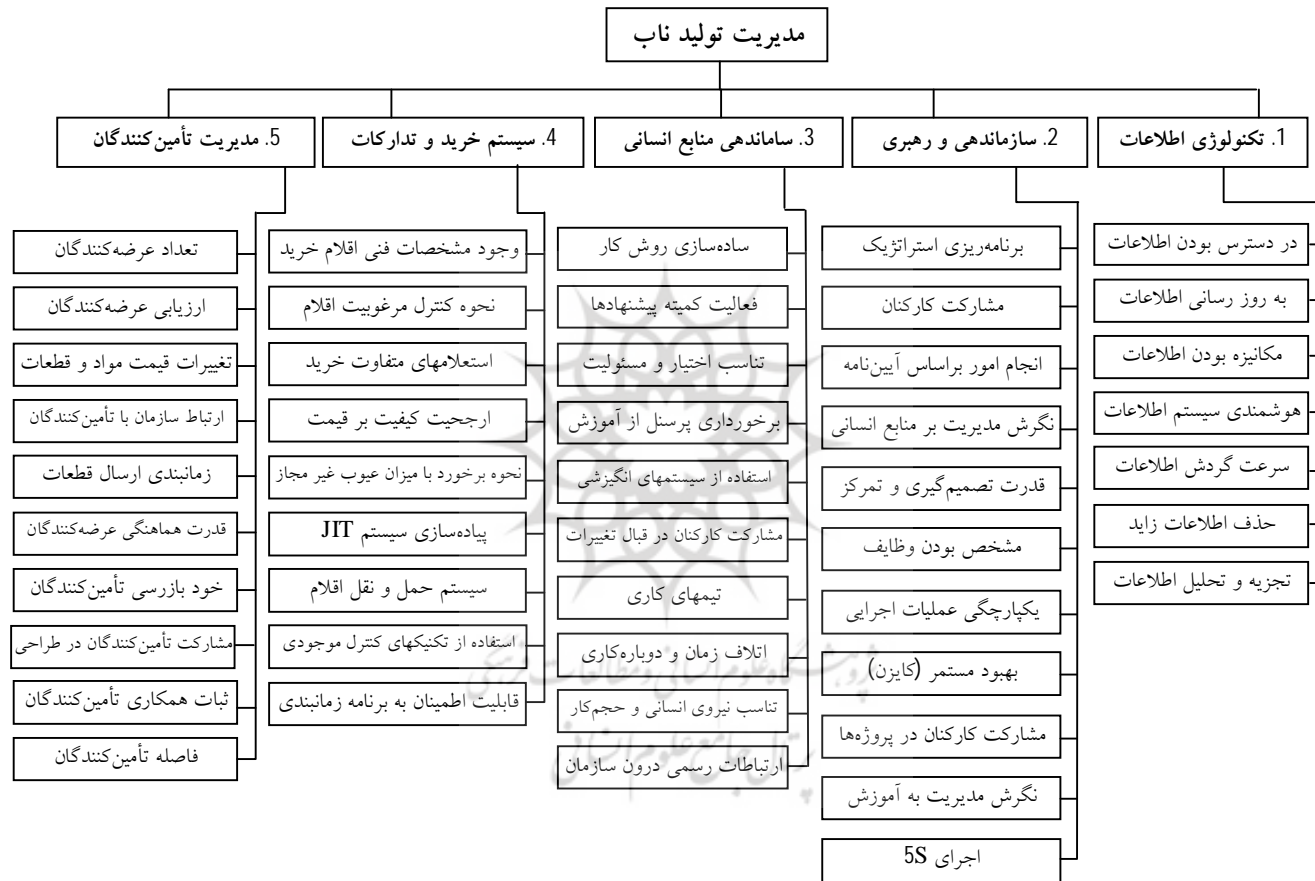 مدیریت تولید ناب
1. تکنولوژی اطلاعات
در دسترس بودن اطلاعات
به روز رسانی اطلاعات
مکانیزه بودن اطلاعات
هوشمندی سیستم اطلاعات
سرعت گردش اطلاعات
حذف اطلاعات زاید
تجزیه و تحلیل اطلاعات
2. سازماندهی و رهبری
برنامه‌ریزی استراتژیک
مشارکت کارکنان
انجام امور براساس آیین‌نامه
نگرش مدیریت بر منابع انسانی
قدرت تصمیم‌گیری و تمرکز
مشخص بودن وظایف
یکپارچگی عملیات اجرایی
بهبود مستمر (کایزن)
مشارکت کارکنان در پروژه‌ها
نگرش مدیریت به آموزش
اجرای 5S
3. ساماندهی منابع انسانی
ساده‌سازی روش کار
فعالیت کمیته پیشنهادها
تناسب اختیار و مسئولیت
برخورداری پرسنل از آموزش
استفاده از سیستمهای انگیزشی
مشارکت کارکنان در قبال تغییرات
تیمهای کاری
اتلاف زمان و دوباره‌کاری
تناسب نیروی انسانی و حجم‌کار
ارتباطات رسمی درون سازمان
4. سیستم خرید و تدارکات
وجود مشخصات فنی اقلام خرید
نحوه کنترل مرغوبیت اقلام
استعلامهای متفاوت خرید
ارجحیت کیفیت بر قیمت
نحوه برخورد با میزان عیوب غیر مجاز
پیاده‌سازی سیستم JIT
سیستم حمل و نقل اقلام
استفاده از تکنیکهای کنترل موجودی
قابلیت اطمینان به برنامه زمانبندی
5. مدیریت تأمین‌کنندگان
تعداد عرضه‌کنندگان
ارزیابی عرضه‌کنندگان
تغییرات قیمت مواد و قطعات
ارتباط سازمان با تأمین‌کنندگان
زمانبندی ارسال قطعات
قدرت هماهنگی عرضه‌کنندگان
خود بازرسی تأمین‌کنندگان
مشارکت تأمین‌کنندگان در طراحی
ثبات همکاری تأمین‌کنندگان
فاصله تأمین‌کنندگان
پژوهشگاه علوم انسانی و مطالعات فرهنگی
پرتال جامع علوم انسانی